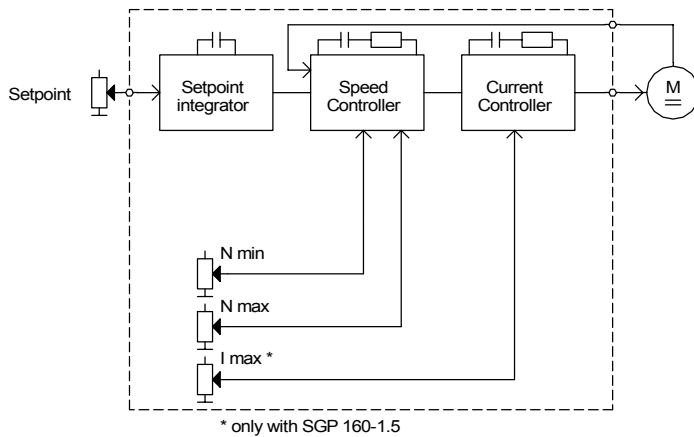 Setpoint
Setpoint
integrator
Speed
Controller
Current
Controller
M
N min
N max
I max *
* only with SGP 160-1.5